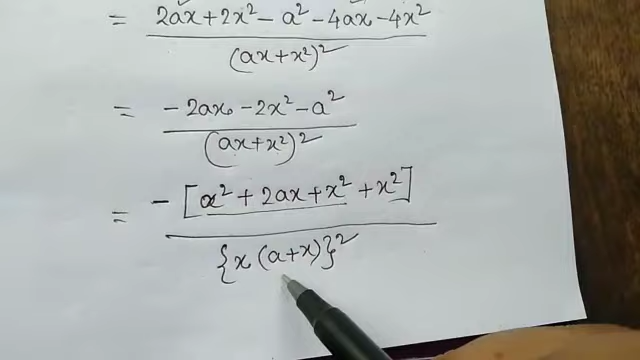 = (2ax + 2x² - a² - 4ax - 4x²) / (ax + x²)²
= (-2ax - 2x² - a²) / (ax + x²)²
= -[a² + 2ax + x² + x²] / {x(a+x)}²